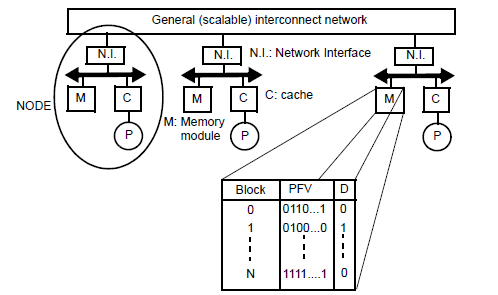 General (scalable) interconnect network
N.I. N.I. N.I.: Network Interface N.I.
NODE M C M C C: cache M C
M: Memory
module
P P P
Block PFV D
0 0110...1 0
1 0100...0 1
N 1111....1 0